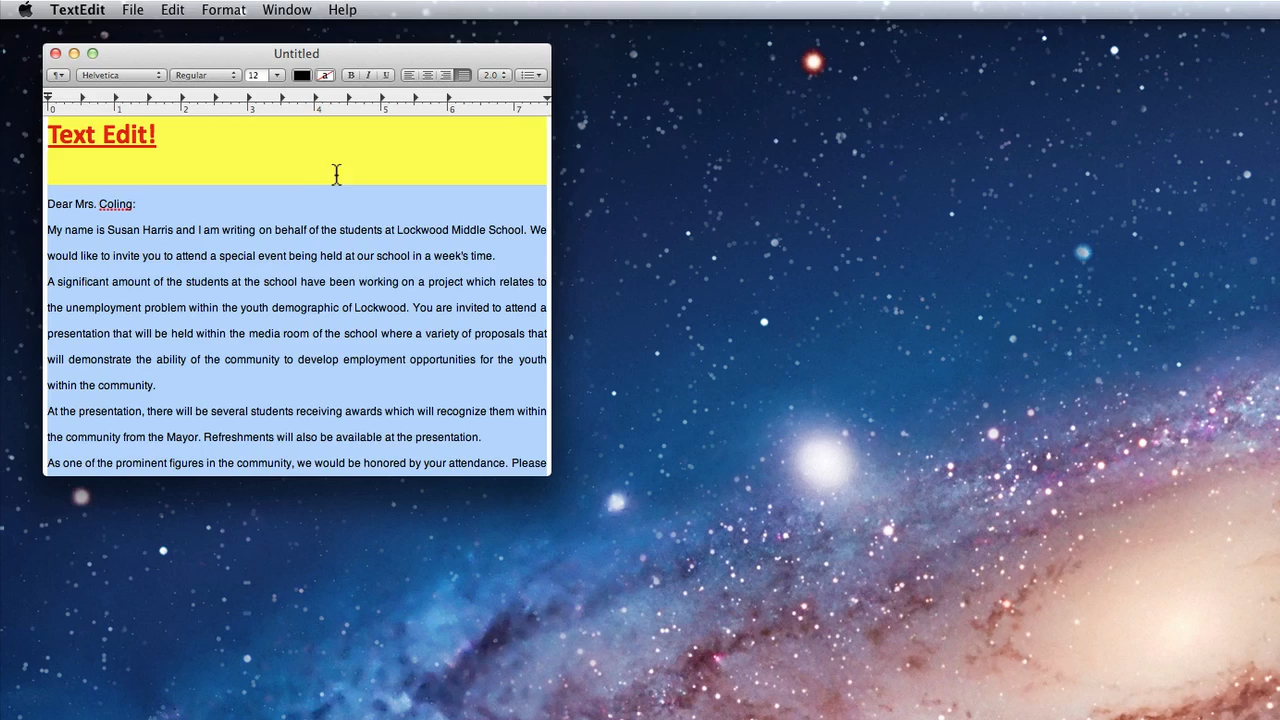 TextEdit File Edit Format Window Help
Untitled
Helvetica Regular 12 a B I U 2.0
0 1 2 3 4 5 6 7
Text Edit!
Dear Mrs. Coling:
My name is Susan Harris and I am writing on behalf of the students at Lockwood Middle School. We
would like to invite you to attend a special event being held at our school in a week's time.
A significant amount of the students at the school have been working on a project which relates to
the unemployment problem within the youth demographic of Lockwood. You are invited to attend a
presentation that will be held within the media room of the school where a variety of proposals that
will demonstrate the ability of the community to develop employment opportunities for the youth
within the community.
At the presentation, there will be several students receiving awards which will recognize them within
the community from the Mayor. Refreshments will also be available at the presentation.
As one of the prominent figures in the community, we would be honored by your attendance. Please